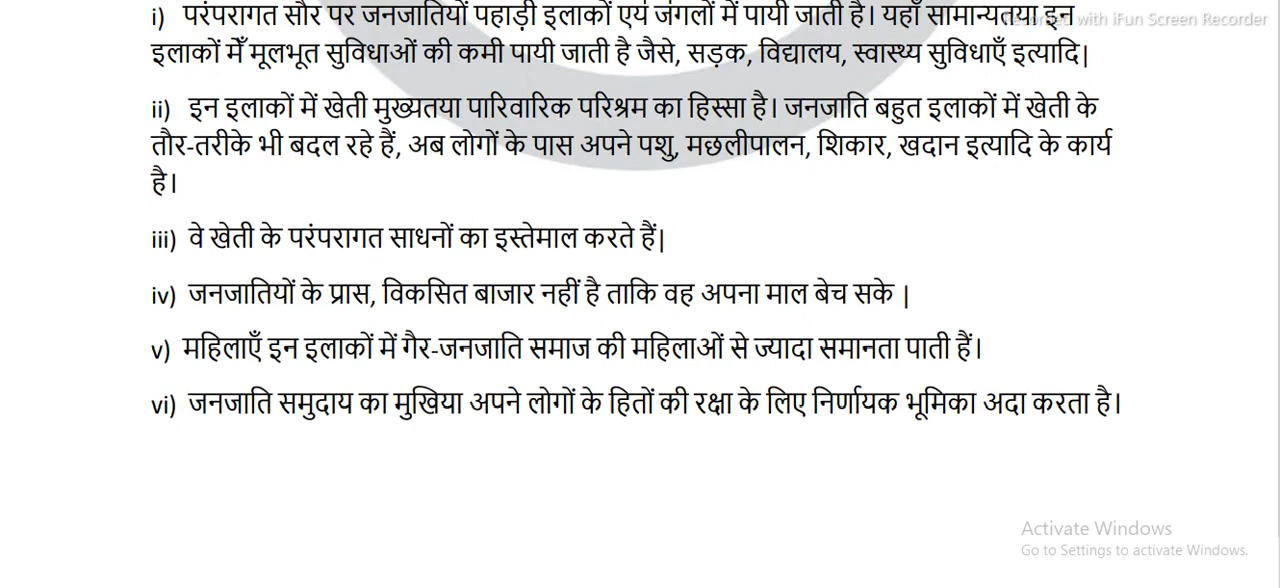 i) परंपरागत सौर पर जनजातियों पहाड़ी इलाकों एयं जंगलों में पायी जाती है। यहाँ सामान्यतया इन
Recorded with iFun Screen Recorder
इलाकों मेँ मूलभूत सुविधाओं की कमी पायी जाती है जैसे, सड़क, विद्यालय, स्वास्थ्य सुविधाएँ इत्यादि|
ii) इन इलाकों में खेती मुख्यतया पारिवारिक परिश्रम का हिस्सा है। जनजाति बहुत इलाकों में खेती के
तौर-तरीके भी बदल रहे हैं, अब लोगों के पास अपने पशु, मछलीपालन, शिकार, खदान इत्यादि के कार्य
है।
iii) वे खेती के परंपरागत साधनों का इस्तेमाल करते हैं|
iv) जनजातियों के प्रास, विकसित बाजार नहीं है ताकि वह अपना माल बेच सके |
v) महिलाएँ इन इलाकों में गैर-जनजाति समाज की महिलाओं से ज्यादा समानता पाती हैं।
vi) जनजाति समुदाय का मुखिया अपने लोगों के हितों की रक्षा के लिए निर्णायक भूमिका अदा करता है।
Activate Windows
Go to Settings to activate Windows.